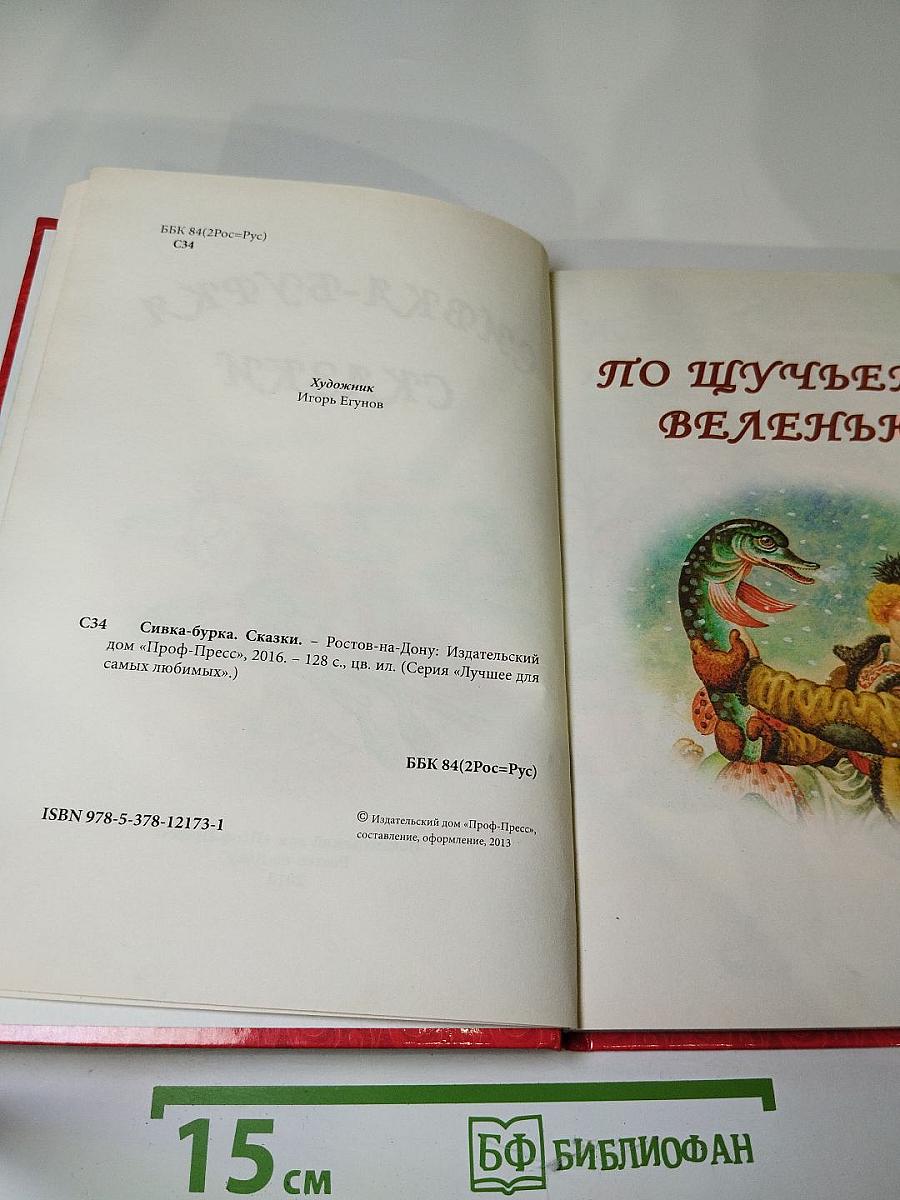 ББК 84(2Рос=Рус)
С34
Художник
Игорь Егунов
С34 Сивка-бурка. Сказки. – Ростов-на-Дону: Издательский
дом «Проф-Пресс», 2016. – 128 с., цв. ил. (Серия «Лучшее для
самых любимых».)
ББК 84(2Рос=Рус)
ISBN 978-5-378-12173-1
© Издательский дом «Проф-Пресс»,
составление, оформление, 2013
ПО ЩУЧЬЕ
ВЕЛЕНЬ
15 см
БФ БИБЛИОФАН